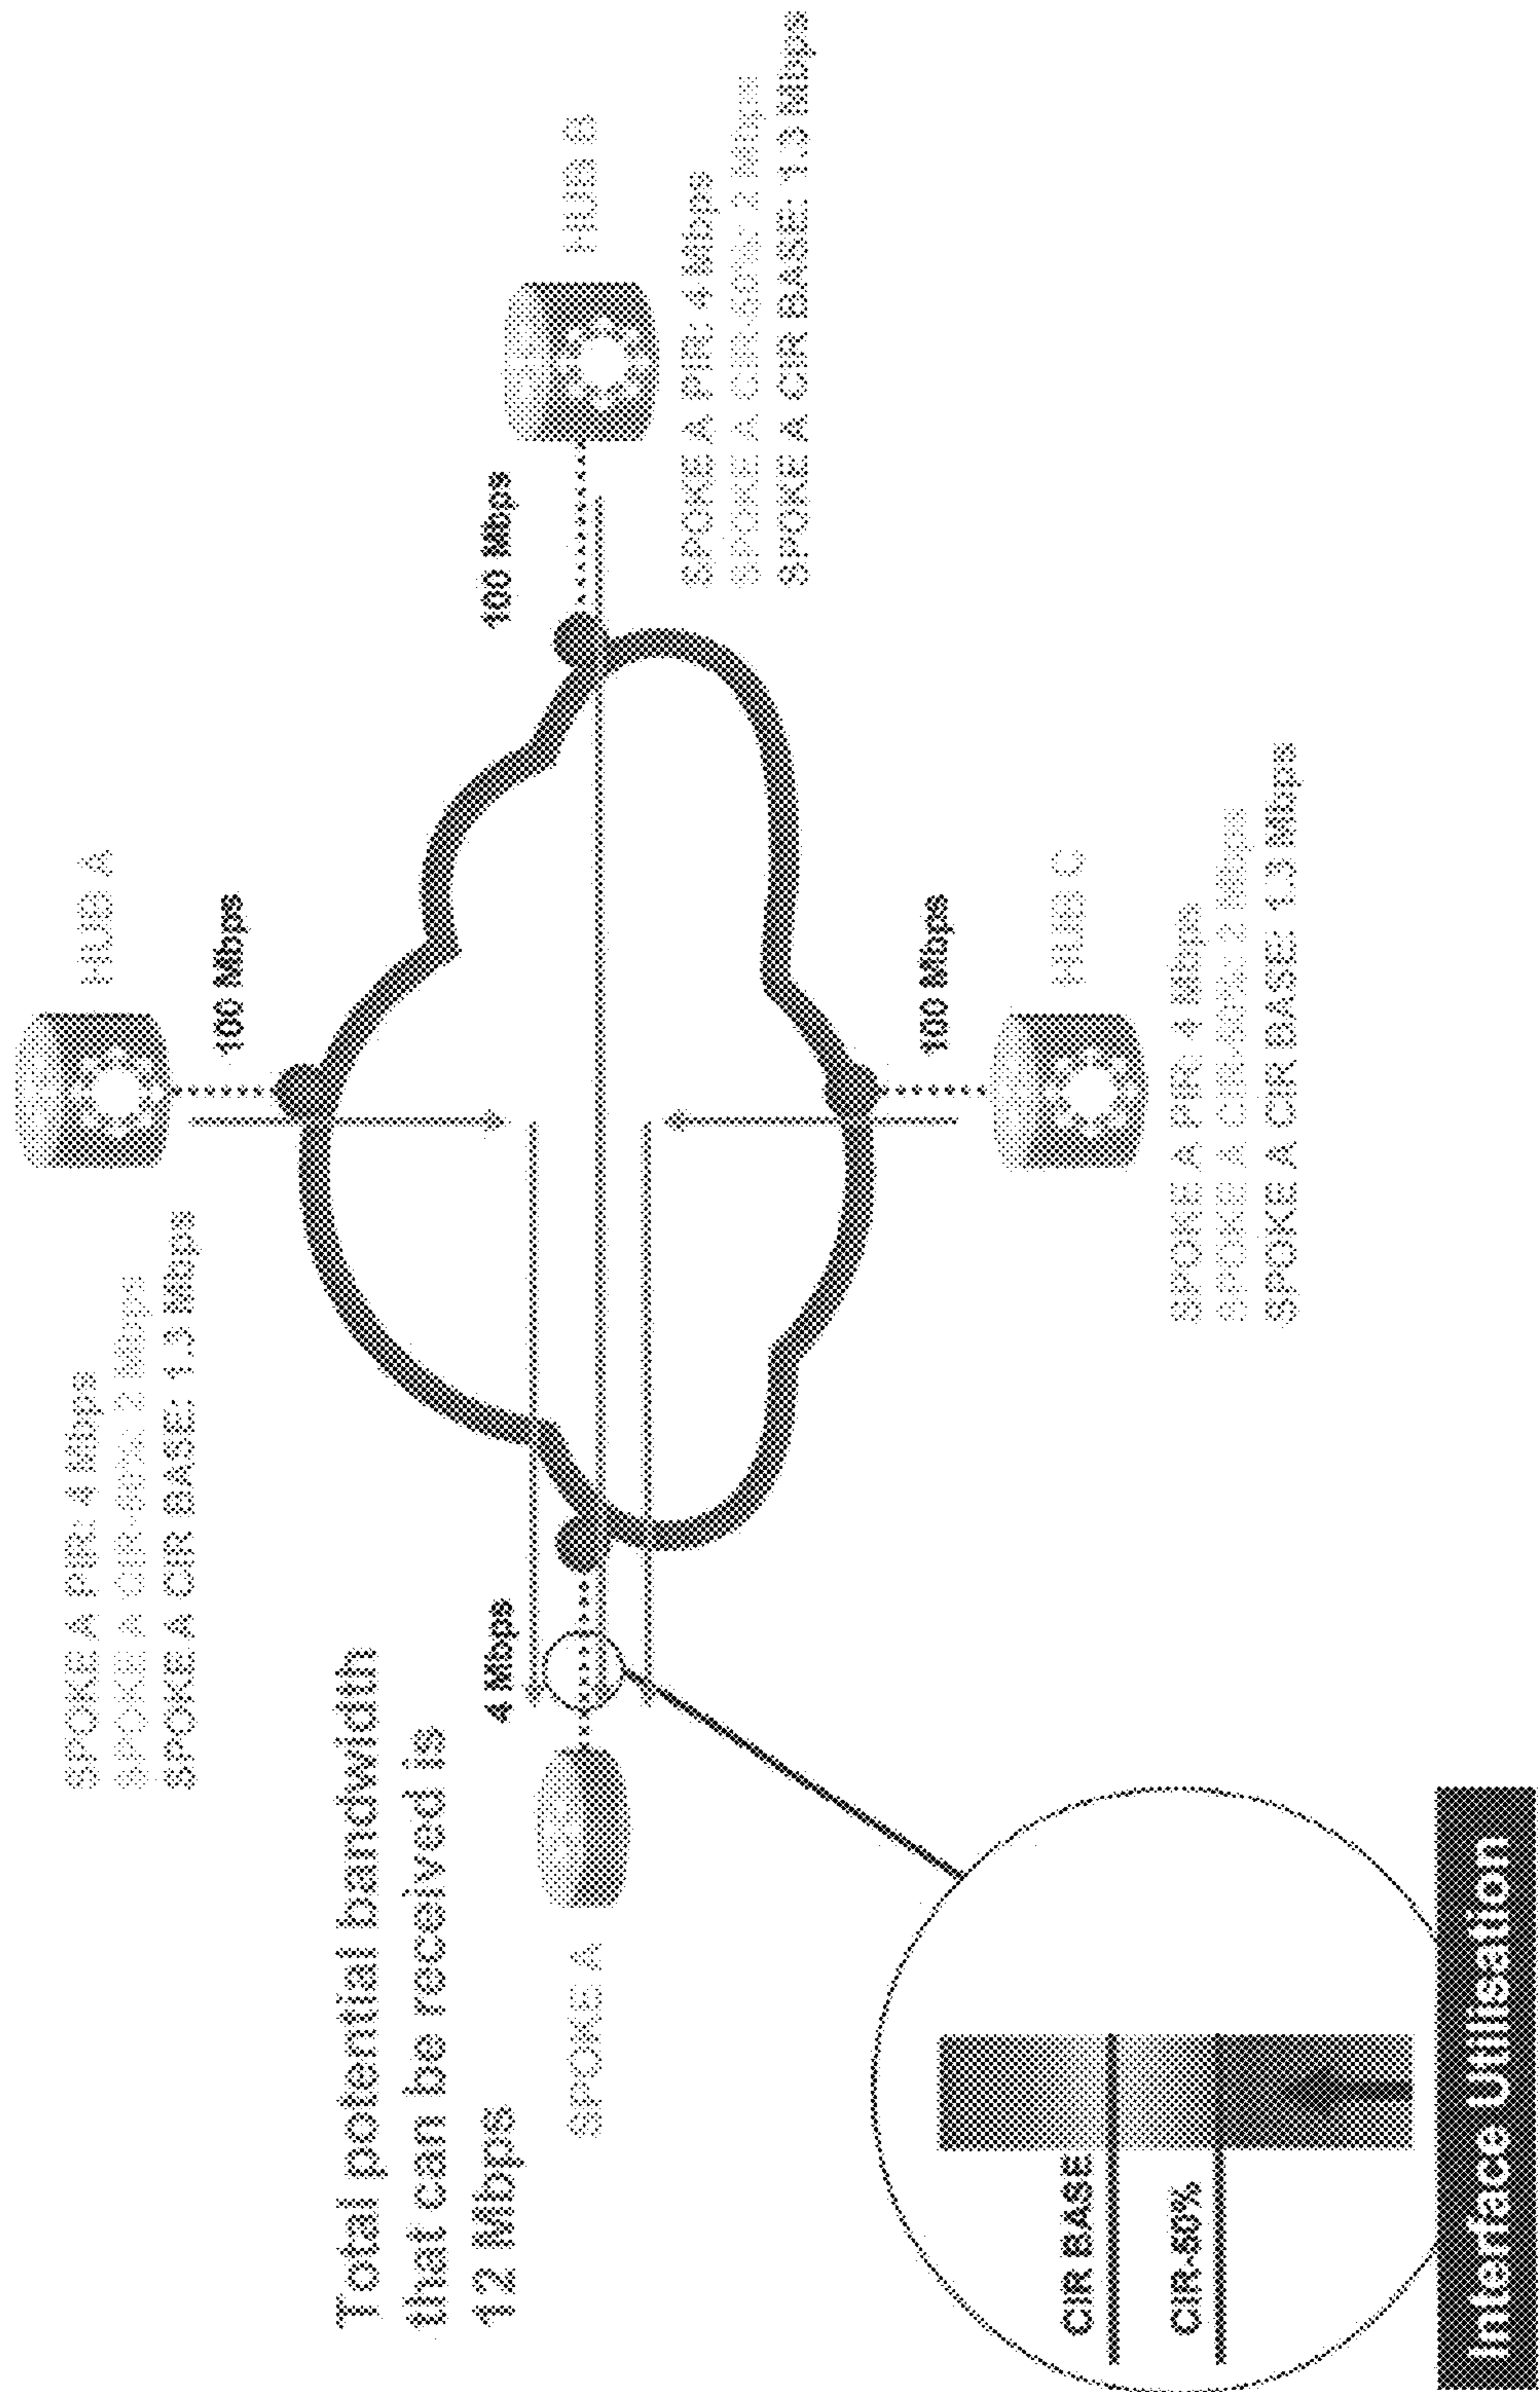 HUB A
100 Mbps
SPOKE A PIR: 4 Mbps
SPOKE A CIR-50%: 2 Mbps
SPOKE A CIR BASE: 1.3 Mbps
Total potential bandwidth
that can be received is
12 Mbps
SPOKE A
4 Mbps
100 Mbps
HUB B
SPOKE A PIR: 4 Mbps
SPOKE A CIR-50%: 2 Mbps
SPOKE A CIR BASE: 1.3 Mbps
100 Mbps
HUB C
SPOKE A PIR: 4 Mbps
SPOKE A CIR-50%: 2 Mbps
SPOKE A CIR BASE: 1.3 Mbps
CIR BASE
CIR-50%
Interface Utilisation